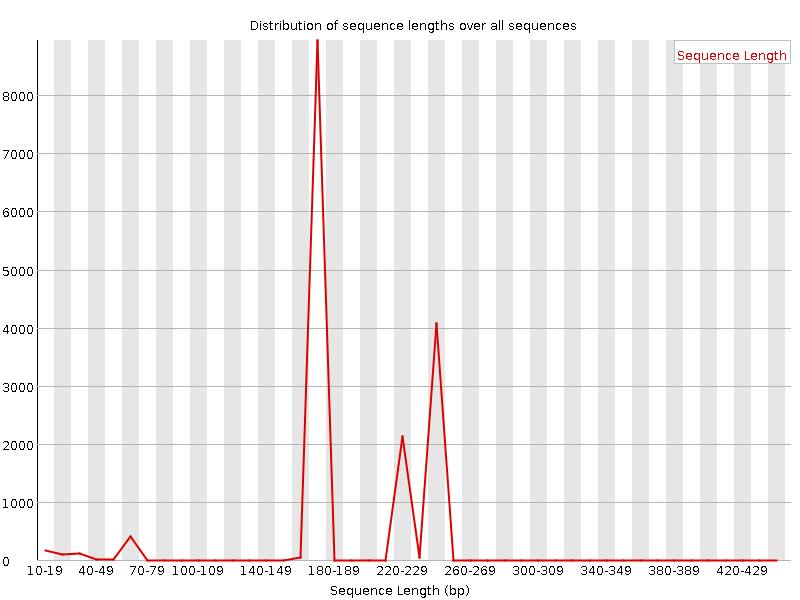 Distribution of sequence lengths over all sequences
Sequence Length
8000
7000
6000
5000
4000
3000
2000
1000
0
10-19 40-49 70-79 100-109 140-149 180-189 220-229 260-269 300-309 340-349 380-389 420-429
Sequence Length (bp)